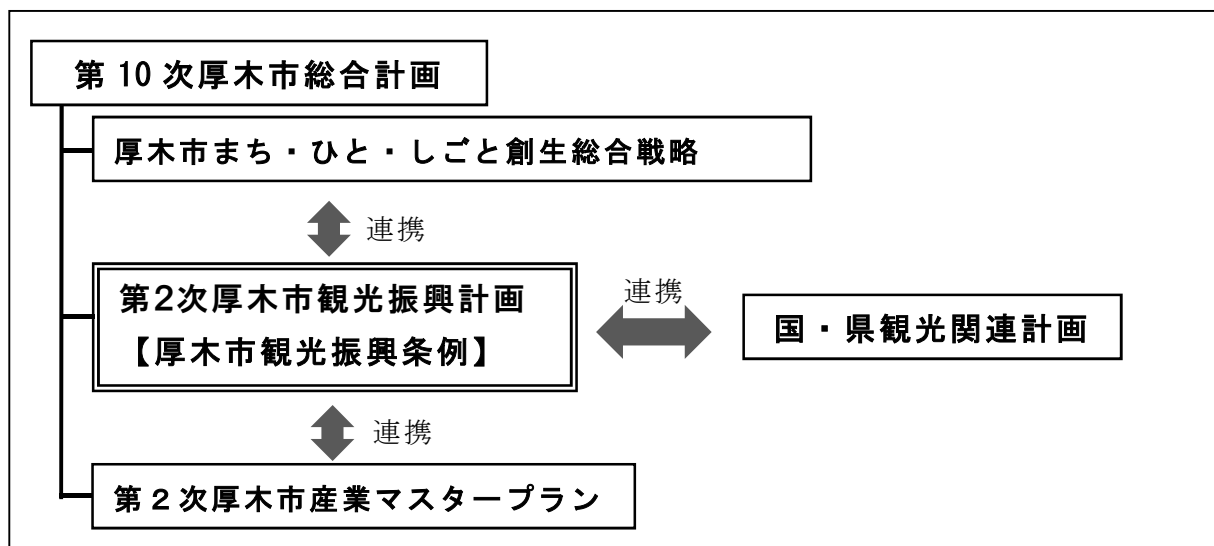 第 10 次厚木市総合計画
厚木市まち・ひと・しごと創生総合戦略
連携
第2次厚木市観光振興計画
【厚木市観光振興条例】
連携
国・県観光関連計画
連携
第２次厚木市産業マスタープラン